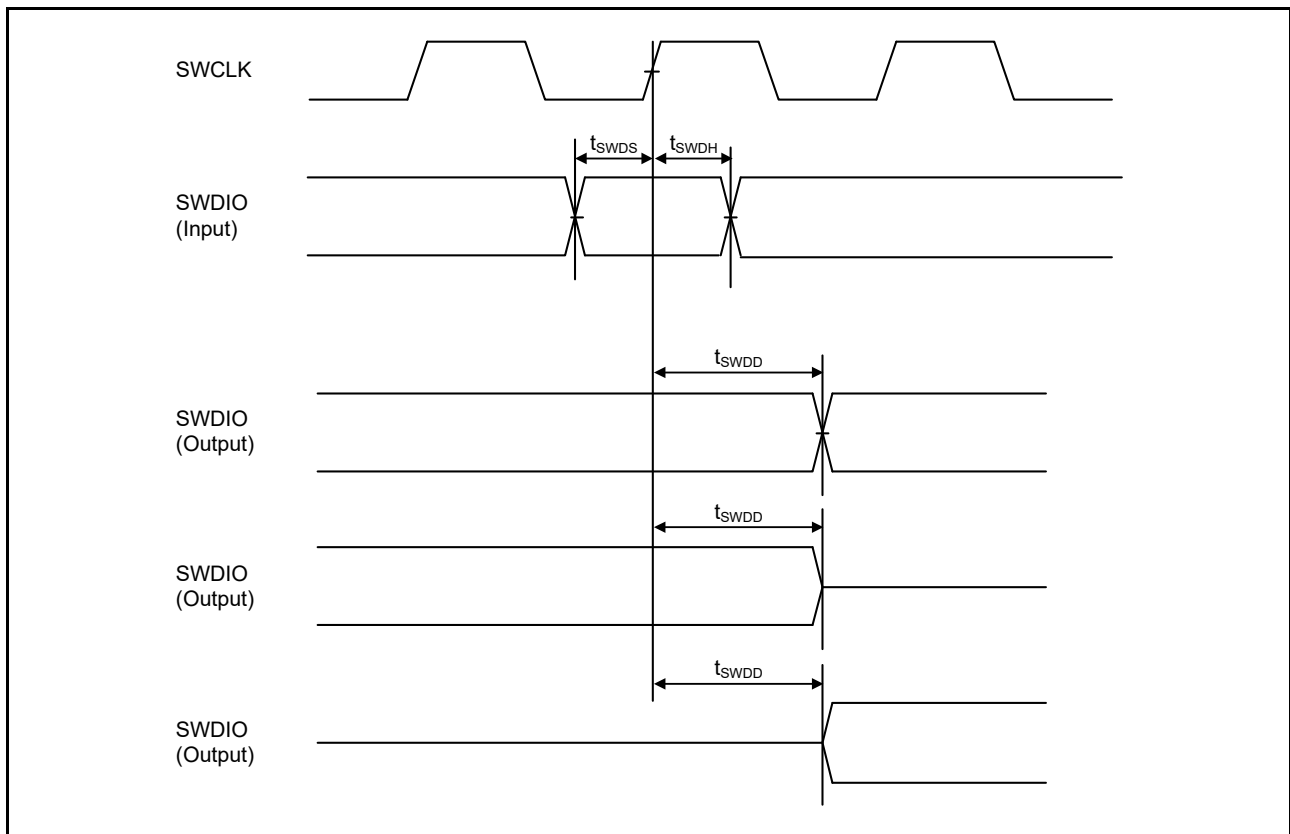 SWCLK
tSWDS
tSWDH
SWDIO
(Input)
tSWDD
SWDIO
(Output)
tSWDD
SWDIO
(Output)
tSWDD
SWDIO
(Output)